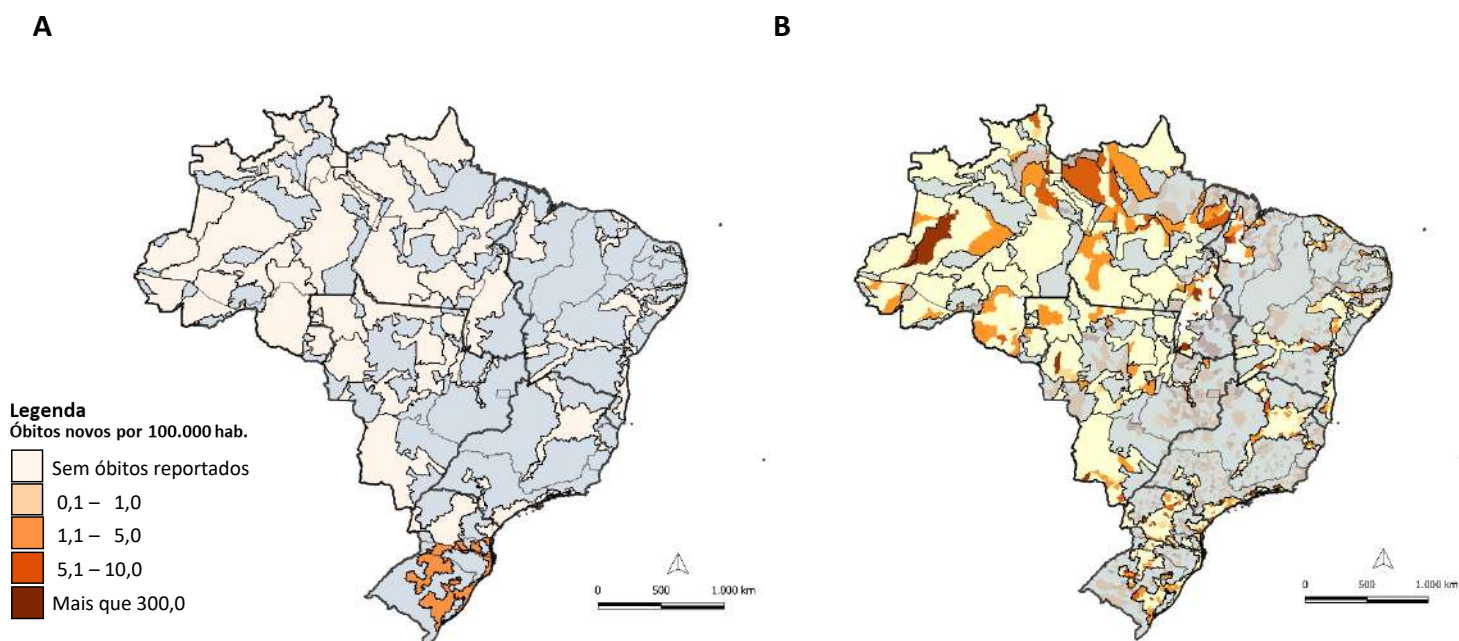 A
B
Legenda
Óbitos novos por 100.000 hab.
Sem óbitos reportados
0,1 – 1,0
1,1 – 5,0
5,1 – 10,0
Mais que 300,0
0 500 1.000 km
0 500 1.000 km